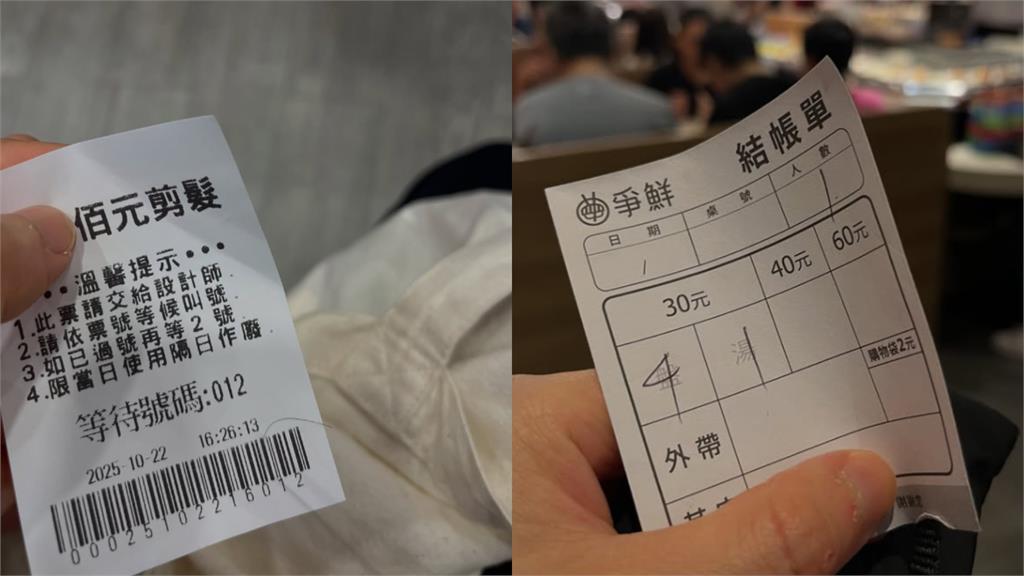 佰元剪髮
●●溫馨提示●●●
1.此票請交給設計師
2.請依票號等候叫號
3.如已過號再等2號
4.限當日使用隔日作廢
等待號碼:012
2025-10-22 16:26:13
00025102216012
結帳單
爭鮮
日期 桌號 人數
30元 40元 60元
盤 湯
購物袋2元
外帶